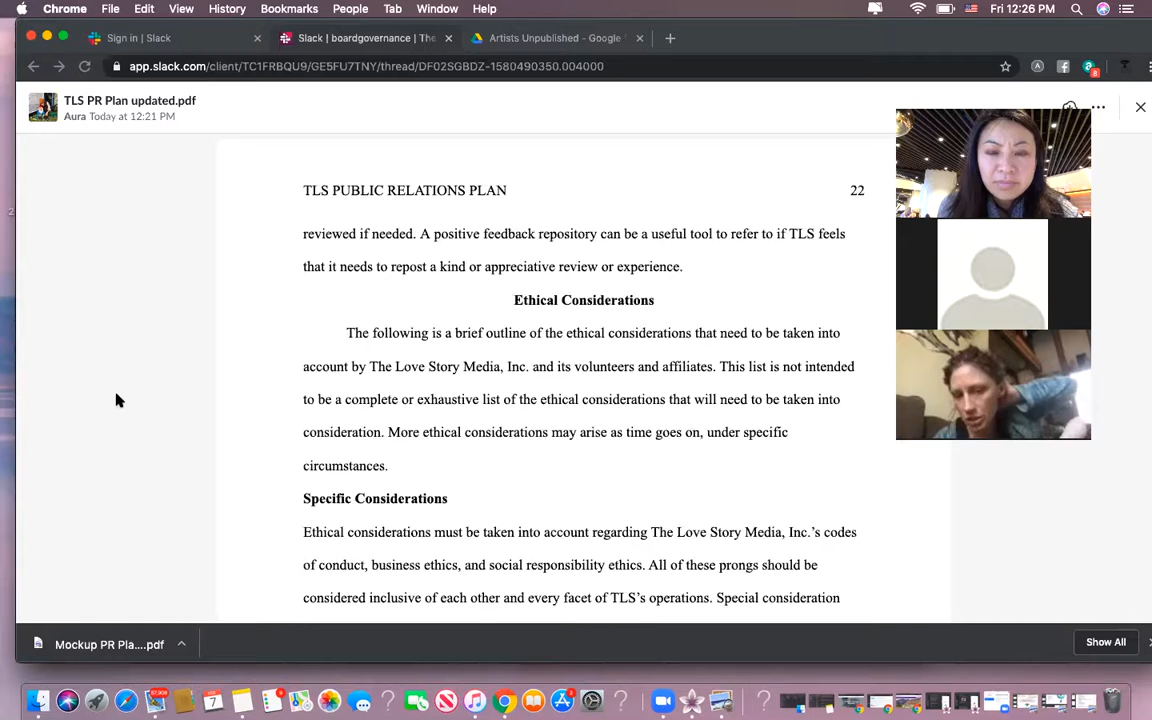 Chrome File Edit View History Bookmarks People Tab Window Help Fri 12:26 PM
Sign in | Slack
Slack | boardgovernance | The
Artists Unpublished - Google
app.slack.com/client/TC1FRBQU9/GE5FU7TNY/thread/DF02SGBDZ-1580490350.004000
8
TLS PR Plan updated.pdf
Aura Today at 12:21 PM
TLS PUBLIC RELATIONS PLAN 22
reviewed if needed. A positive feedback repository can be a useful tool to refer to if TLS feels
that it needs to repost a kind or appreciative review or experience.
Ethical Considerations
The following is a brief outline of the ethical considerations that need to be taken into
account by The Love Story Media, Inc. and its volunteers and affiliates. This list is not intended
to be a complete or exhaustive list of the ethical considerations that will need to be taken into
consideration. More ethical considerations may arise as time goes on, under specific
circumstances.
Specific Considerations
Ethical considerations must be taken into account regarding The Love Story Media, Inc.'s codes
of conduct, business ethics, and social responsibility ethics. All of these prongs should be
considered inclusive of each other and every facet of TLS's operations. Special consideration
Mockup PR Pla....pdf
Show All